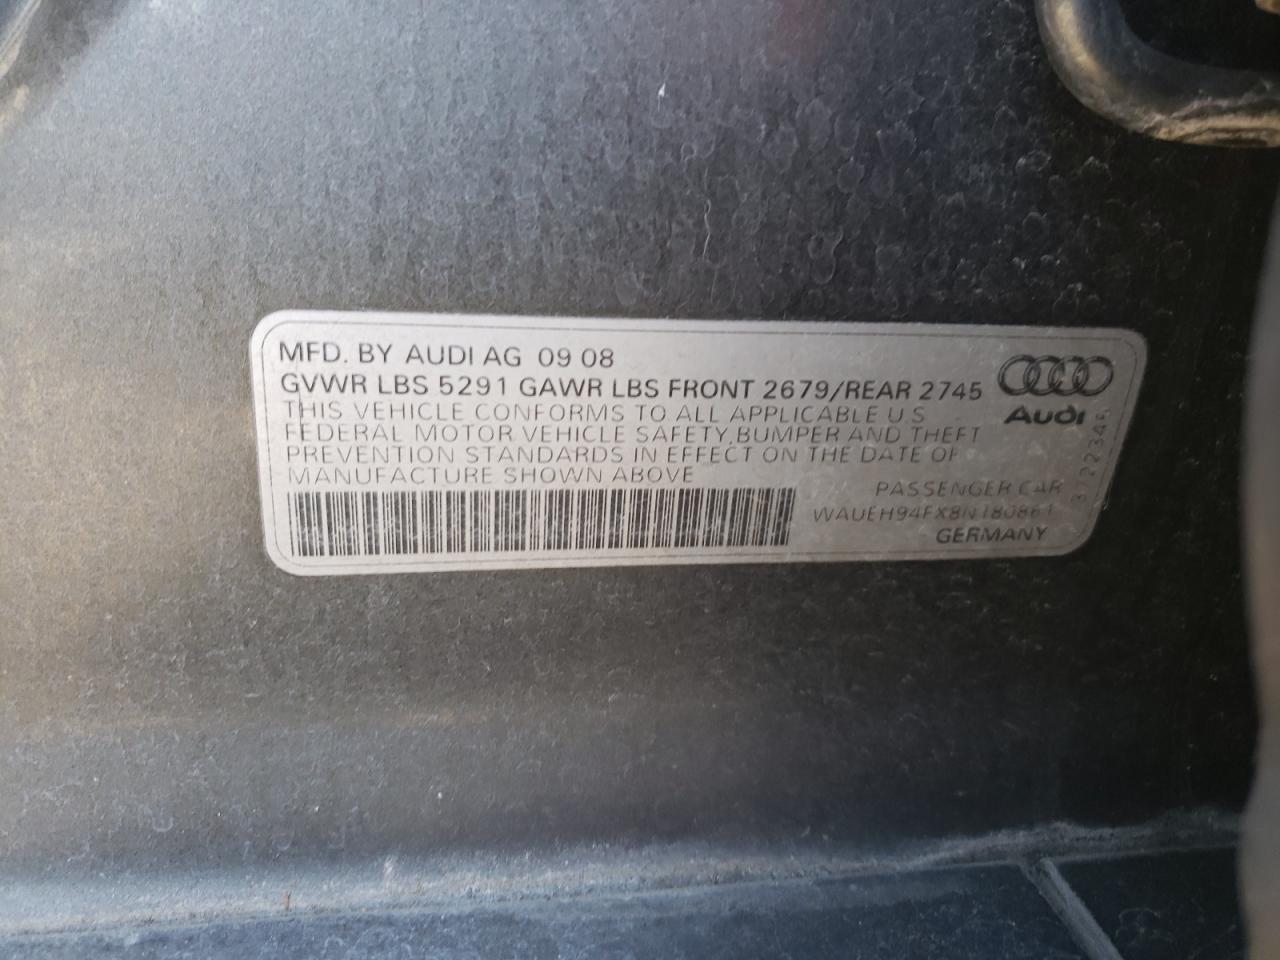 MFD. BY AUDI AG 09 08
GVWR LBS 5291 GAWR LBS FRONT 2679/REAR 2745
THIS VEHICLE CONFORMS TO ALL APPLICABLE U S
FEDERAL MOTOR VEHICLE SAFETY, BUMPER AND THEFT
PREVENTION STANDARDS IN EFFECT ON THE DATE OF
MANUFACTURE SHOWN ABOVE
Audi
PASSENGER CAR
WAUEH94FX8N180861
GERMANY
3722346